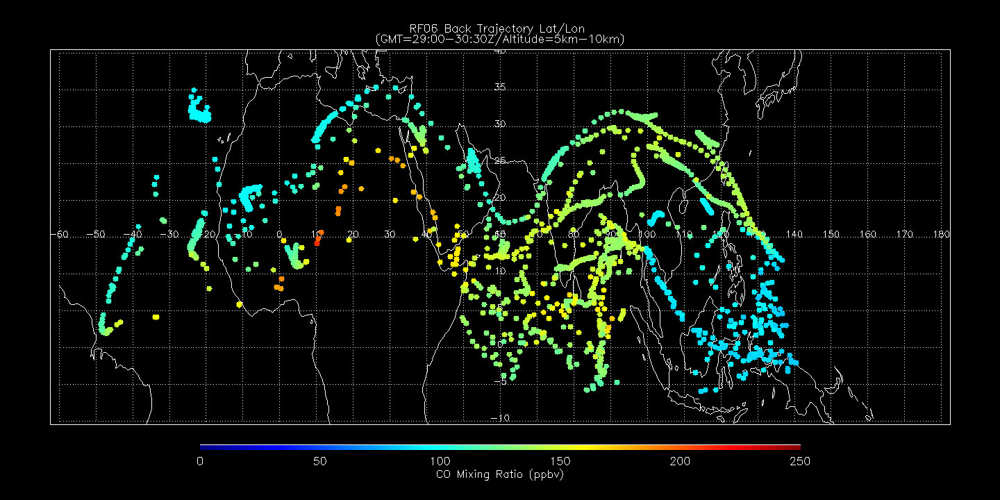 RF06 Back Trajectory Lat/Lon
(GMT=29:00-30:30Z/Altitude=5km-10km)
40
35
30
25
20
-60 -50 -40 -30 -20 -10 0 10 20 30 40 50 60 70 80 90 100 110 120 130 140 150 160 170 180
10
5
0
-5
-10
0 50 100 150 200 250
CO Mixing Ratio (ppbv)